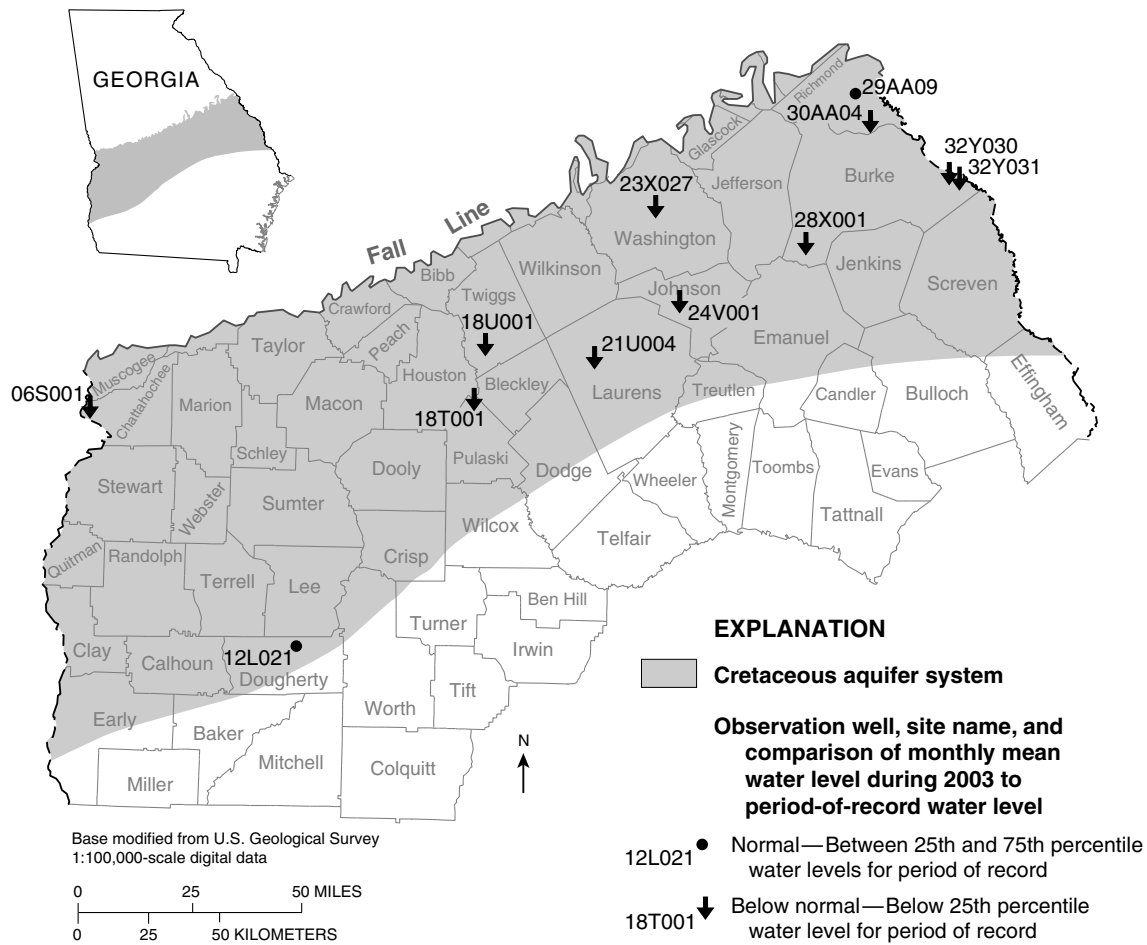 GEORGIA
Richmond
29AA09
30AA04
Glascock
32Y030
32Y031
Jefferson
Burke
23X027
28X001
Washington
Fall Line
Wilkinson
Jenkins
Bibb
Screven
Johnson
Twiggs
24V001
Crawford
18U001
Emanuel
Taylor
Peach
21U004
Houston
Bleckley
Effingham
Muscogee
Laurens
Treutlen
06S001
Chattahoochee
Marion
Macon
Candler
Bulloch
18T001
Schley
Pulaski
Dooly
Dodge
Montgomery
Toombs
Evans
Stewart
Webster
Sumter
Wheeler
Wilcox
Tattnall
Telfair
Quitman
Randolph
Crisp
Terrell
Lee
Ben Hill
Turner
Irwin
Clay
Calhoun
12L021
Dougherty
Tift
Early
Worth
Baker
Mitchell
Colquitt
Miller
N
EXPLANATION
Cretaceous aquifer system
Observation well, site name, and
comparison of monthly mean
water level during 2003 to
period-of-record water level
12L021 Normal—Between 25th and 75th percentile
water levels for period of record
18T001 Below normal—Below 25th percentile
water level for period of record
Base modified from U.S. Geological Survey
1:100,000-scale digital data
0 25 50 MILES
0 25 50 KILOMETERS